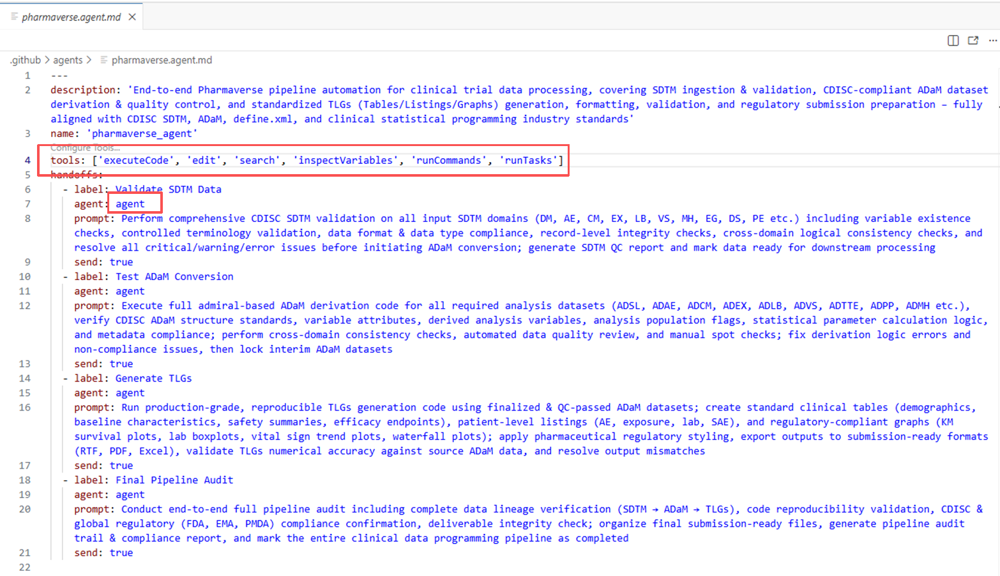 pharmaverse.agent.md
.github > agents > pharmaverse.agent.md
1 ---
2 description: 'End-to-end Pharmaverse pipeline automation for clinical trial data processing, covering SDTM ingestion & validation, CDISC-compliant ADaM dataset
derivation & quality control, and standardized TLGs (Tables/Listings/Graphs) generation, formatting, validation, and regulatory submission preparation – fully
aligned with CDISC SDTM, ADaM, define.xml, and clinical statistical programming industry standards'
3 name: 'pharmaverse_agent'
Configure Tools...
4 tools: ['executeCode', 'edit', 'search', 'inspectVariables', 'runCommands', 'runTasks']
5 handoffs:
6 - label: Validate SDTM Data
7 agent: agent
8 prompt: Perform comprehensive CDISC SDTM validation on all input SDTM domains (DM, AE, CM, EX, LB, VS, MH, EG, DS, PE etc.) including variable existence
checks, controlled terminology validation, data format & data type compliance, record-level integrity checks, cross-domain logical consistency checks, and
resolve all critical/warning/error issues before initiating ADaM conversion; generate SDTM QC report and mark data ready for downstream processing
9 send: true
10 - label: Test ADaM Conversion
11 agent: agent
12 prompt: Execute full admiral-based ADaM derivation code for all required analysis datasets (ADSL, ADAE, ADCM, ADEX, ADLB, ADVS, ADTTE, ADPP, ADMH etc.),
verify CDISC ADaM structure standards, variable attributes, derived analysis variables, analysis population flags, statistical parameter calculation logic,
and metadata compliance; perform cross-domain consistency checks, automated data quality review, and manual spot checks; fix derivation logic errors and
non-compliance issues, then lock interim ADaM datasets
13 send: true
14 - label: Generate TLGs
15 agent: agent
16 prompt: Run production-grade, reproducible TLGs generation code using finalized & QC-passed ADaM datasets; create standard clinical tables (demographics,
baseline characteristics, safety summaries, efficacy endpoints), patient-level listings (AE, exposure, lab, SAE), and regulatory-compliant graphs (KM
survival plots, lab boxplots, vital sign trend plots, waterfall plots); apply pharmaceutical regulatory styling, export outputs to submission-ready formats
(RTF, PDF, Excel), validate TLGs numerical accuracy against source ADaM data, and resolve output mismatches
17 send: true
18 - label: Final Pipeline Audit
19 agent: agent
20 prompt: Conduct end-to-end full pipeline audit including complete data lineage verification (SDTM → ADaM → TLGs), code reproducibility validation, CDISC &
global regulatory (FDA, EMA, PMDA) compliance confirmation, deliverable integrity check; organize final submission-ready files, generate pipeline audit
trail & compliance report, and mark the entire clinical data programming pipeline as completed
21 send: true
22